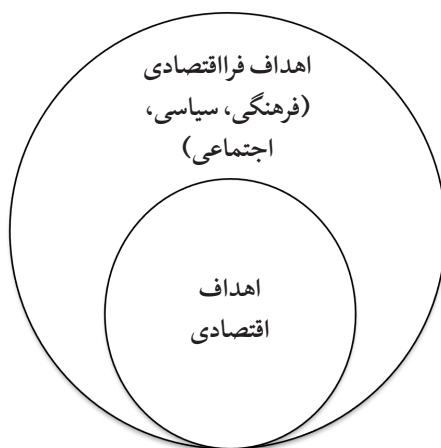 اهداف فرااقتصادی
(فرهنگی، سیاسی،
اجتماعی)
اهداف
اقتصادی